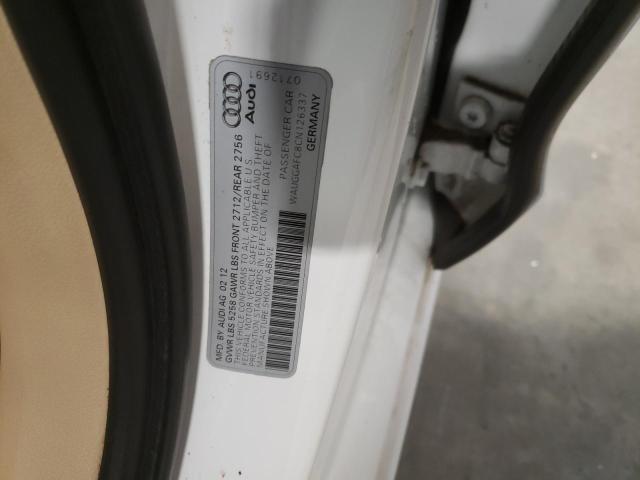 0712691
Audi
MFD. BY AUDI AG 02 12
GVWR LBS 5258 GAWR LBS FRONT 2712/REAR 2756
THIS VEHICLE CONFORMS TO ALL APPLICABLE U.S.
FEDERAL MOTOR VEHICLE SAFETY BUMPER AND THEFT
PREVENTION STANDARDS IN EFFECT ON THE DATE OF
MANUFACTURE SHOWN ABOVE
PASSENGER CAR
WAUGGAFC8CN126337
GERMANY